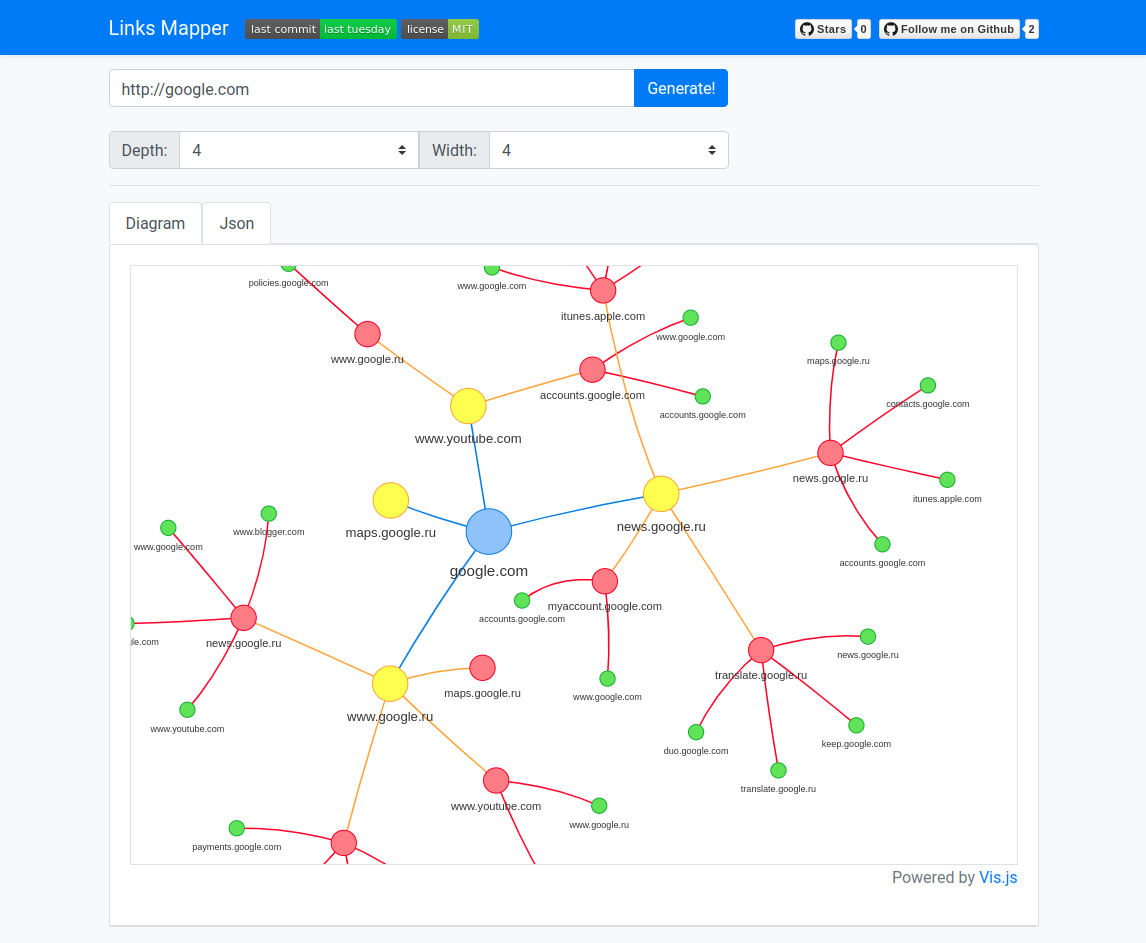 Links Mapper last commit last tuesday license MIT Stars 0 Follow me on Github 2
http://google.com Generate!
Depth: 4 Width: 4
Diagram Json
policies.google.com
www.google.com
itunes.apple.com
www.google.com
www.google.ru
maps.google.ru
accounts.google.com
contacts.google.com
accounts.google.com
www.youtube.com
news.google.ru
itunes.apple.com
www.blogger.com
maps.google.ru
news.google.ru
www.google.com
accounts.google.com
google.com
myaccount.google.com
accounts.google.com
le.com
news.google.ru
news.google.ru
translate.google.ru
maps.google.ru
www.google.com
www.google.ru
www.youtube.com
duo.google.com
keep.google.com
translate.google.ru
www.youtube.com
www.google.ru
payments.google.com
Powered by Vis.js